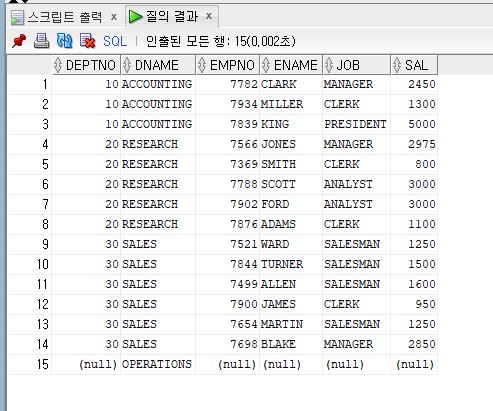 스크립트 출력 x 질의 결과 x
SQL | 인출된 모든 행: 15(0,002초)
DEPTNO DNAME EMPNO ENAME JOB SAL
1 10 ACCOUNTING 7782 CLARK MANAGER 2450
2 10 ACCOUNTING 7934 MILLER CLERK 1300
3 10 ACCOUNTING 7839 KING PRESIDENT 5000
4 20 RESEARCH 7566 JONES MANAGER 2975
5 20 RESEARCH 7369 SMITH CLERK 800
6 20 RESEARCH 7788 SCOTT ANALYST 3000
7 20 RESEARCH 7902 FORD ANALYST 3000
8 20 RESEARCH 7876 ADAMS CLERK 1100
9 30 SALES 7521 WARD SALESMAN 1250
10 30 SALES 7844 TURNER SALESMAN 1500
11 30 SALES 7499 ALLEN SALESMAN 1600
12 30 SALES 7900 JAMES CLERK 950
13 30 SALES 7654 MARTIN SALESMAN 1250
14 30 SALES 7698 BLAKE MANAGER 2850
15 (null) OPERATIONS (null) (null) (null) (null)